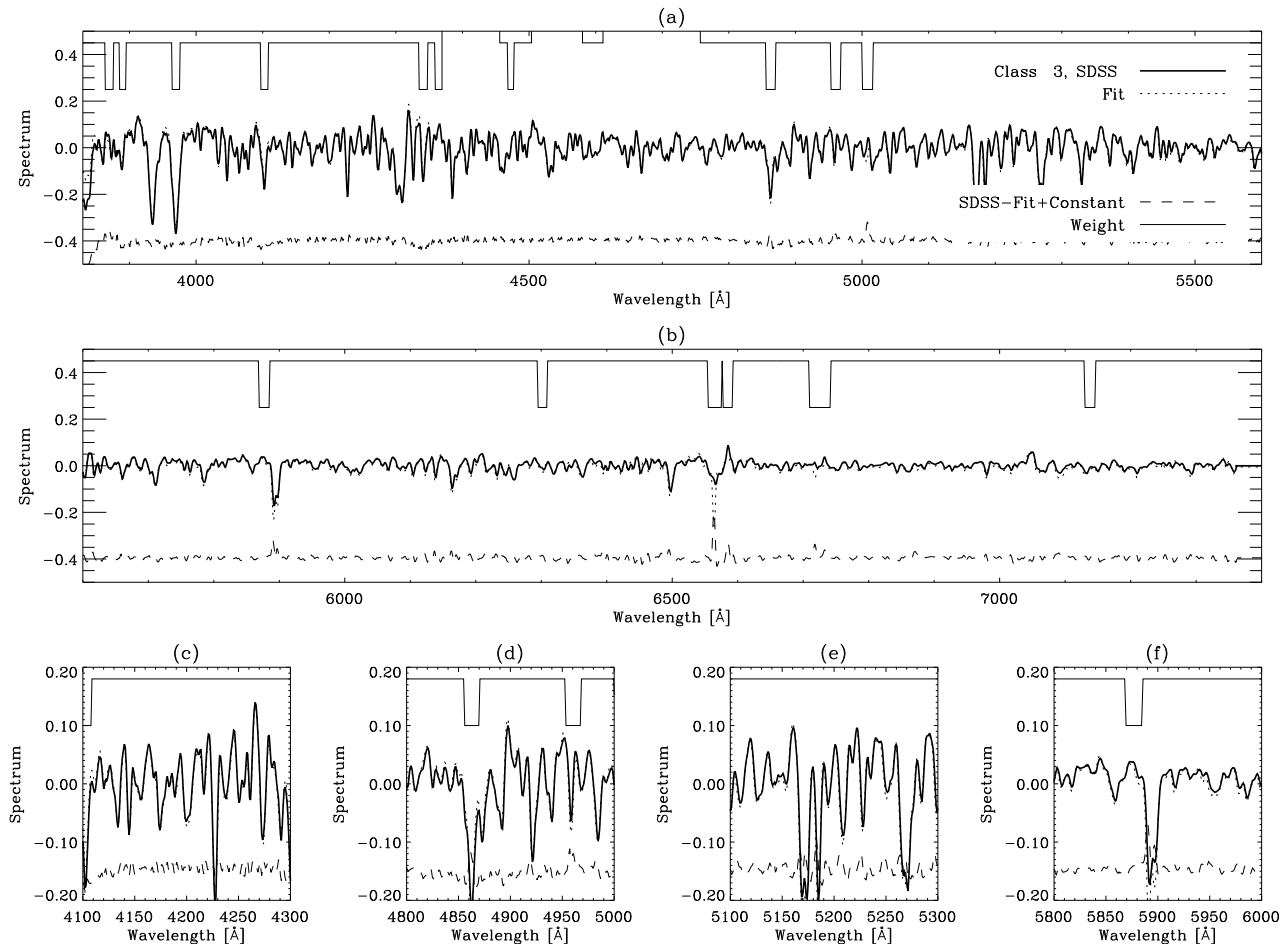 (a)
0.4
0.2
0.0
−0.2
−0.4
Spectrum
Class 3, SDSS
Fit
SDSS−Fit+Constant
Weight
4000 4500 5000 5500
Wavelength [Å]
(b)
0.4
0.2
0.0
−0.2
−0.4
Spectrum
6000 6500 7000
Wavelength [Å]
(c)
0.20
0.10
0.00
−0.10
−0.20
Spectrum
4100 4150 4200 4250 4300
Wavelength [Å]
(d)
0.20
0.10
0.00
−0.10
−0.20
Spectrum
4800 4850 4900 4950 5000
Wavelength [Å]
(e)
0.20
0.10
0.00
−0.10
−0.20
Spectrum
5100 5150 5200 5250 5300
Wavelength [Å]
(f)
0.20
0.10
0.00
−0.10
−0.20
Spectrum
5800 5850 5900 5950 6000
Wavelength [Å]